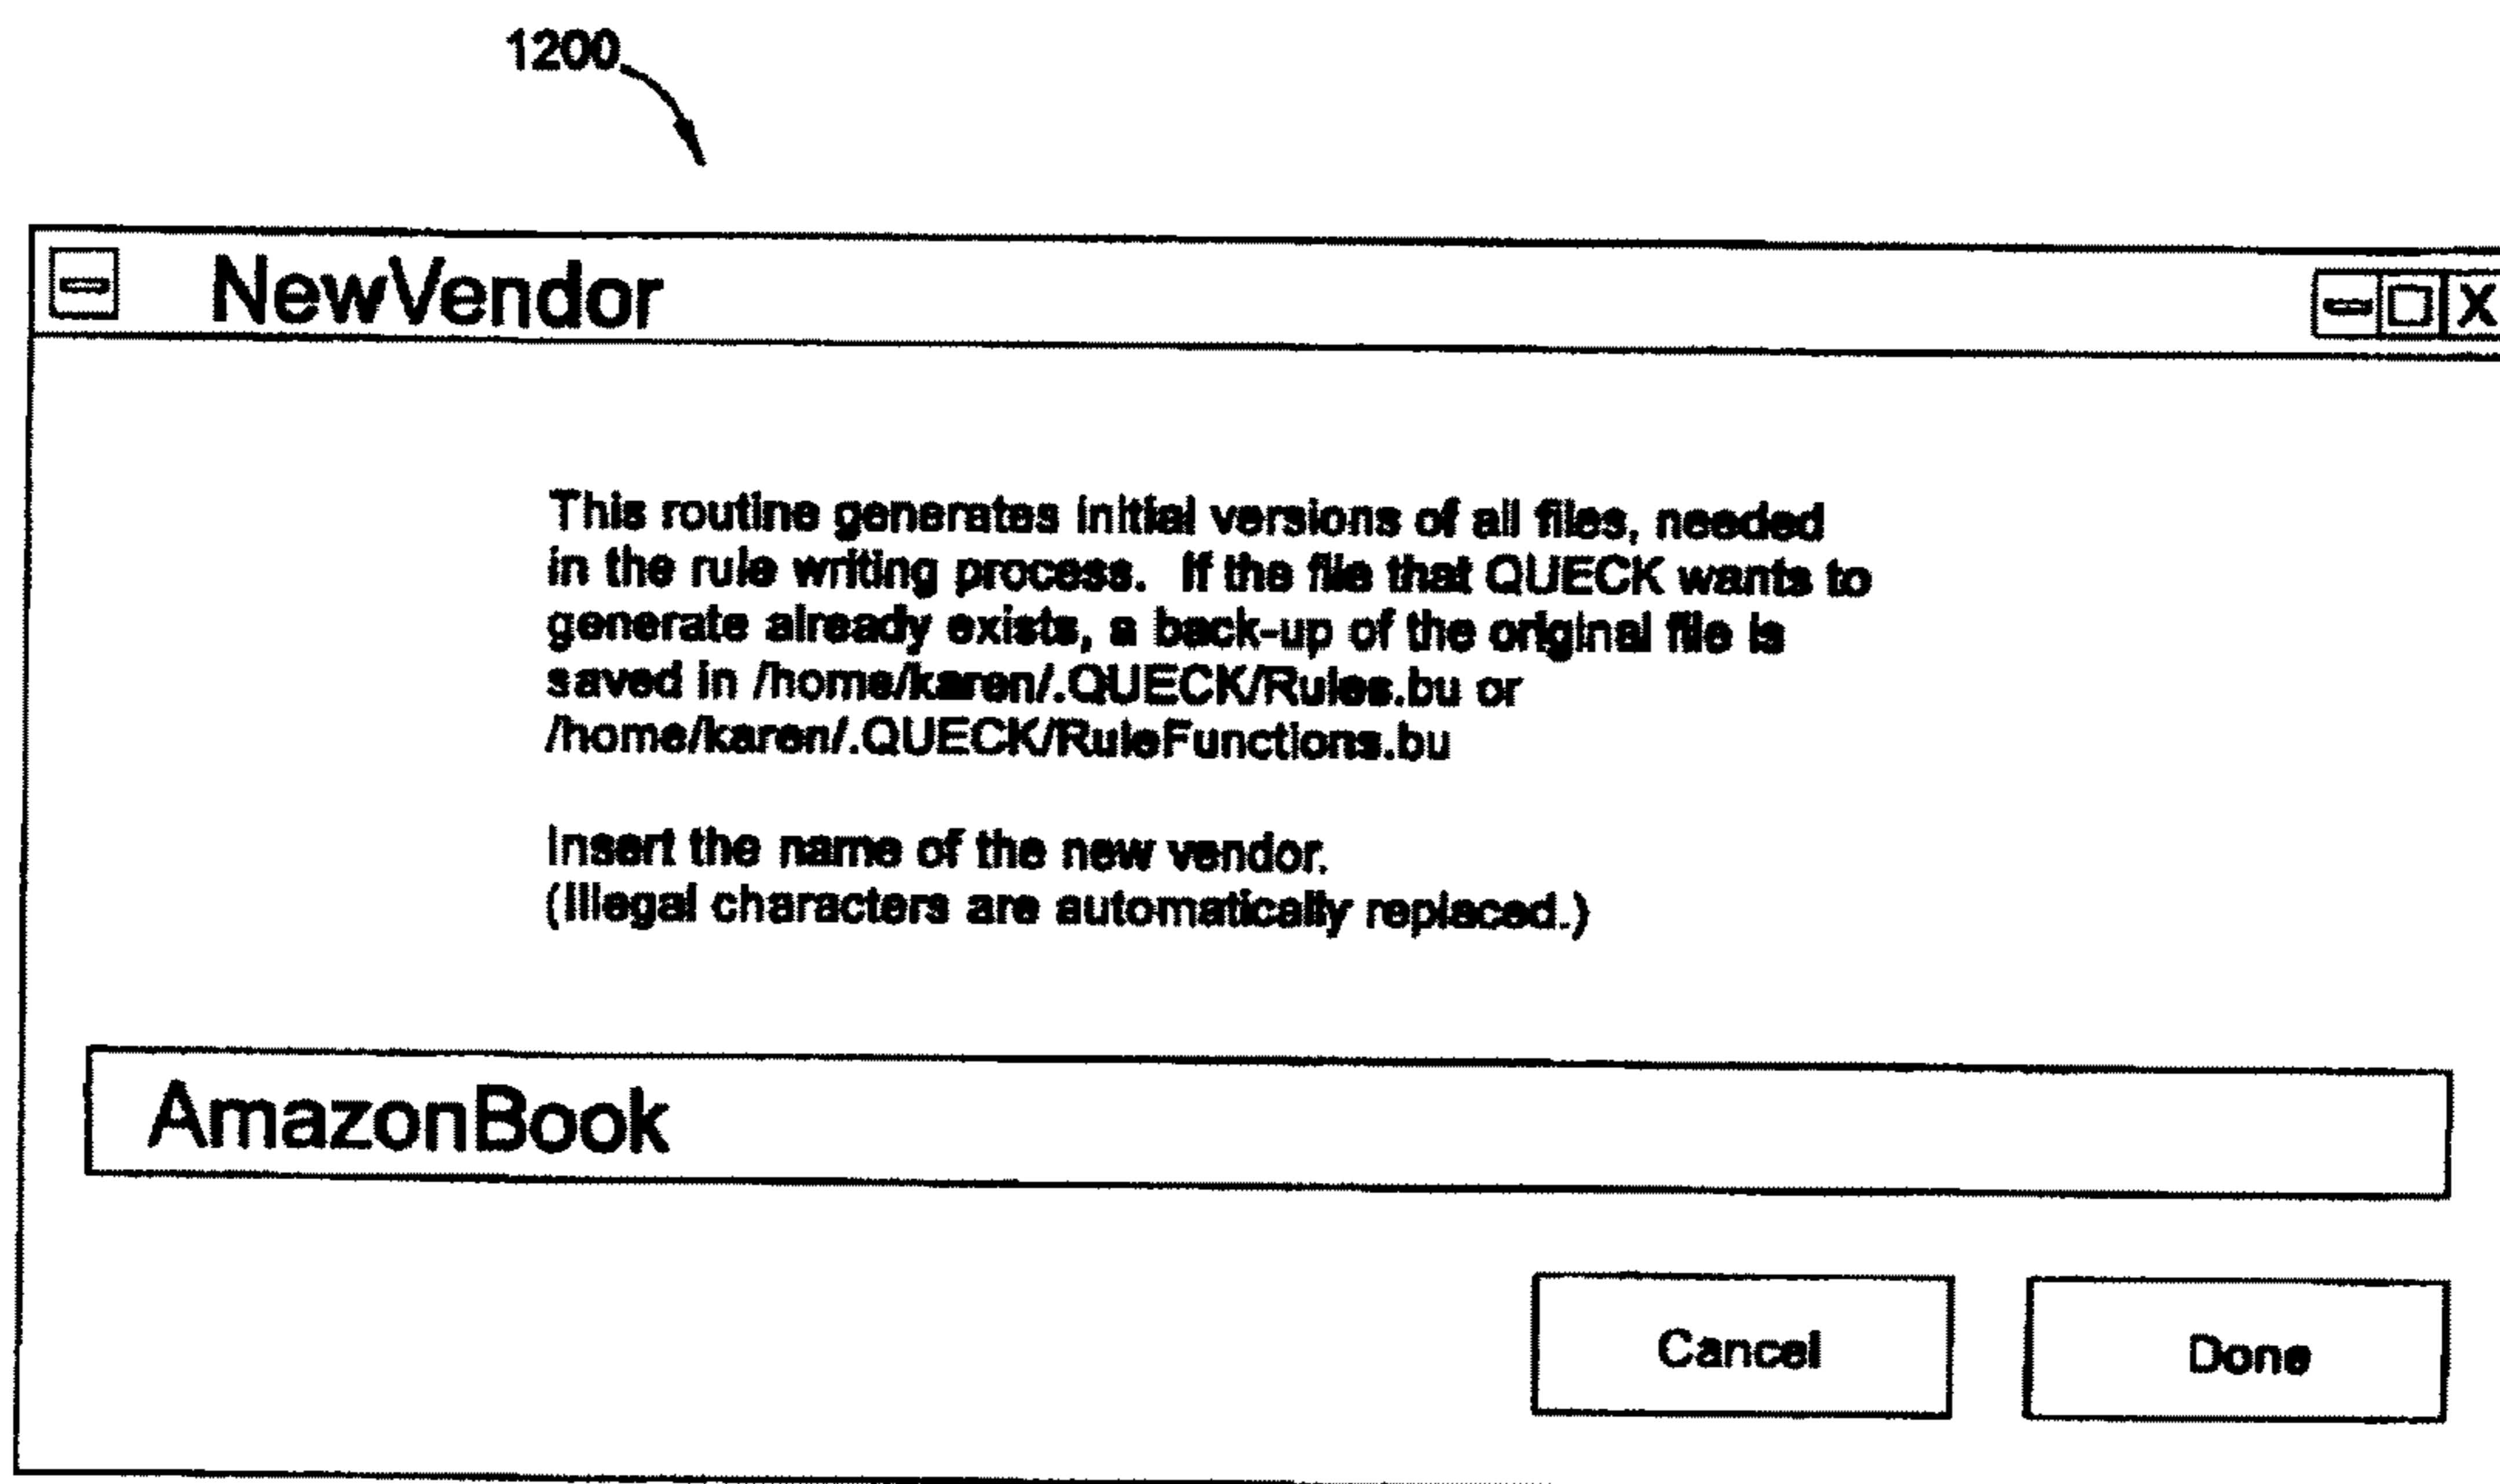 1200
NewVendor
X
This routine generates initial versions of all files, needed
in the rule writing process. If the file that QUECK wants to
generate already exists, a back-up of the original file is
saved in /home/karen/.QUECK/Rules.bu or
/home/karen/.QUECK/RuleFunctions.bu
Insert the name of the new vendor.
(Illegal characters are automatically replaced.)
AmazonBook
Cancel
Done